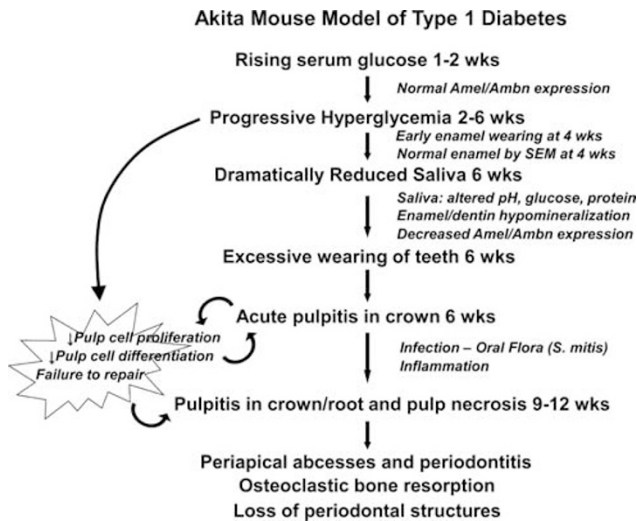 Akita Mouse Model of Type 1 Diabetes
Rising serum glucose 1-2 wks
Normal Amel/Ambn expression
Progressive Hyperglycemia 2-6 wks
Early enamel wearing at 4 wks
Normal enamel by SEM at 4 wks
Dramatically Reduced Saliva 6 wks
Saliva: altered pH, glucose, protein
Enamel/dentin hypomineralization
Decreased Amel/Ambn expression
Excessive wearing of teeth 6 wks
Acute pulpitis in crown 6 wks
↓Pulp cell proliferation
↓Pulp cell differentiation
Failure to repair
Infection – Oral Flora (S. mitis)
Inflammation
Pulpitis in crown/root and pulp necrosis 9-12 wks
Periapical abcesses and periodontitis
Osteoclastic bone resorption
Loss of periodontal structures